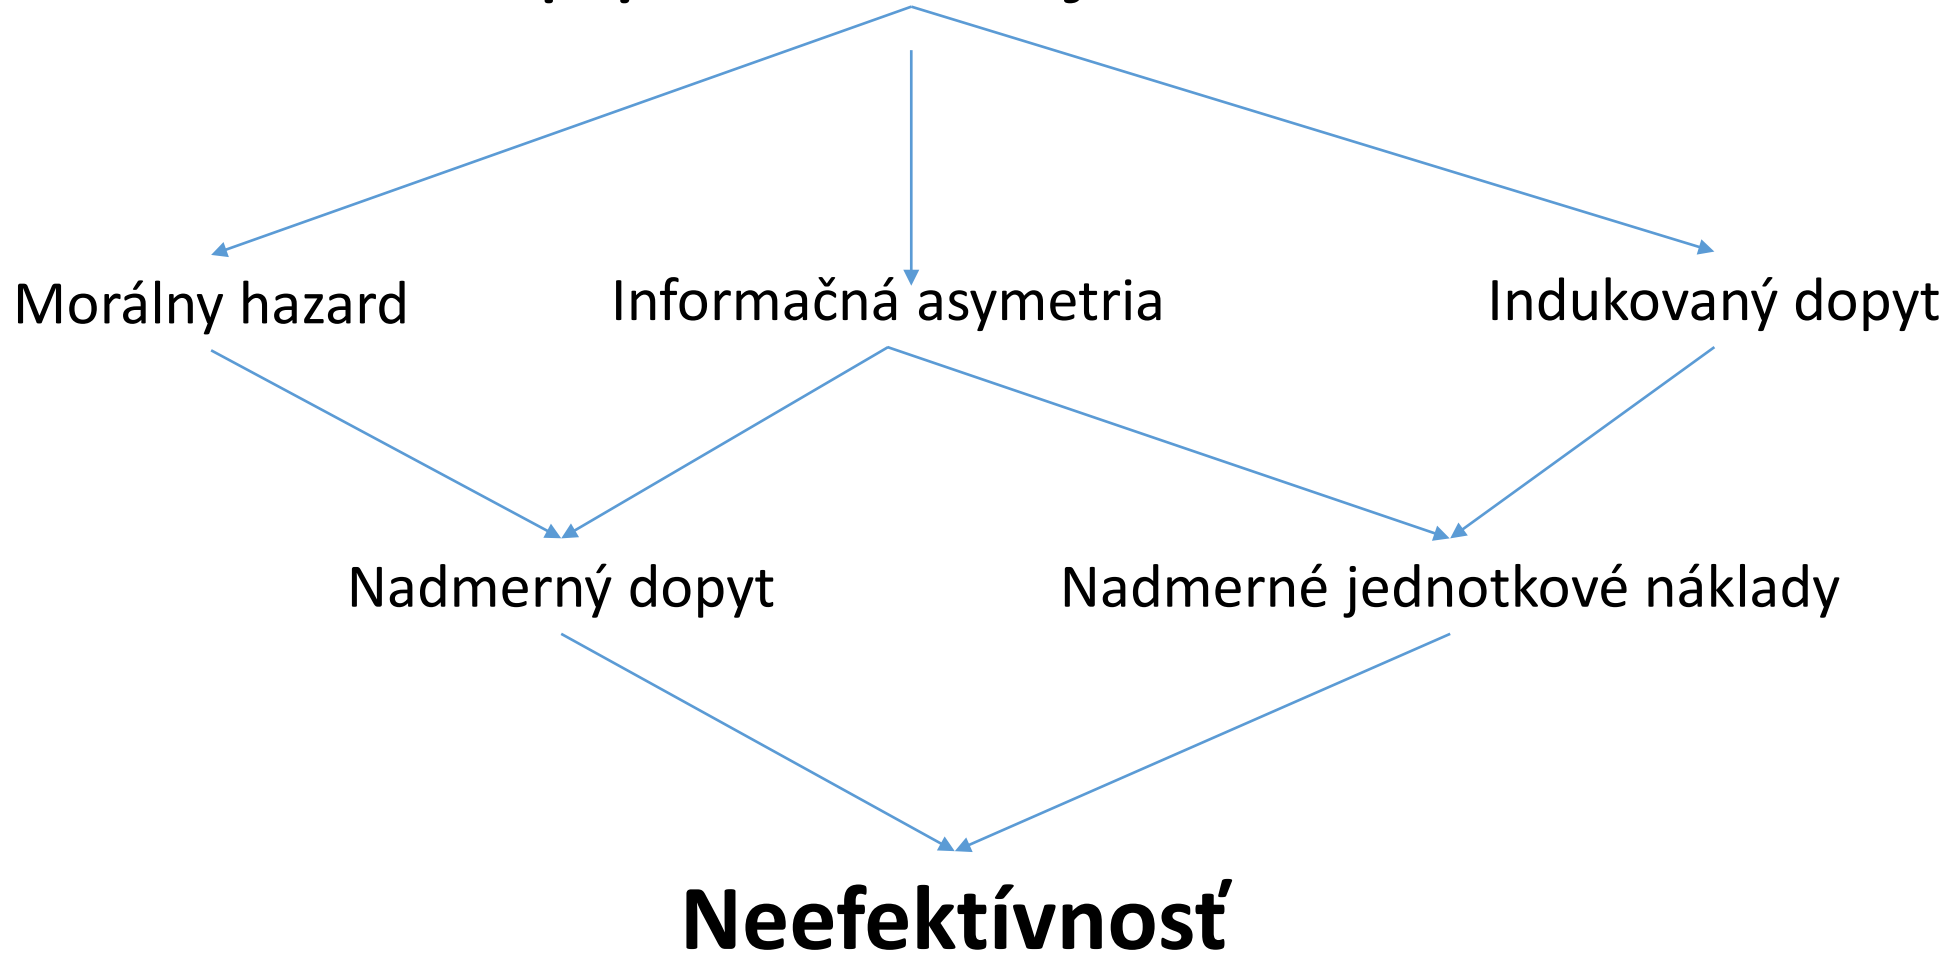 Morálny hazard
Informačná asymetria
Indukovaný dopyt
Nadmerný dopyt
Nadmerné jednotkové náklady
Neefektívnosť